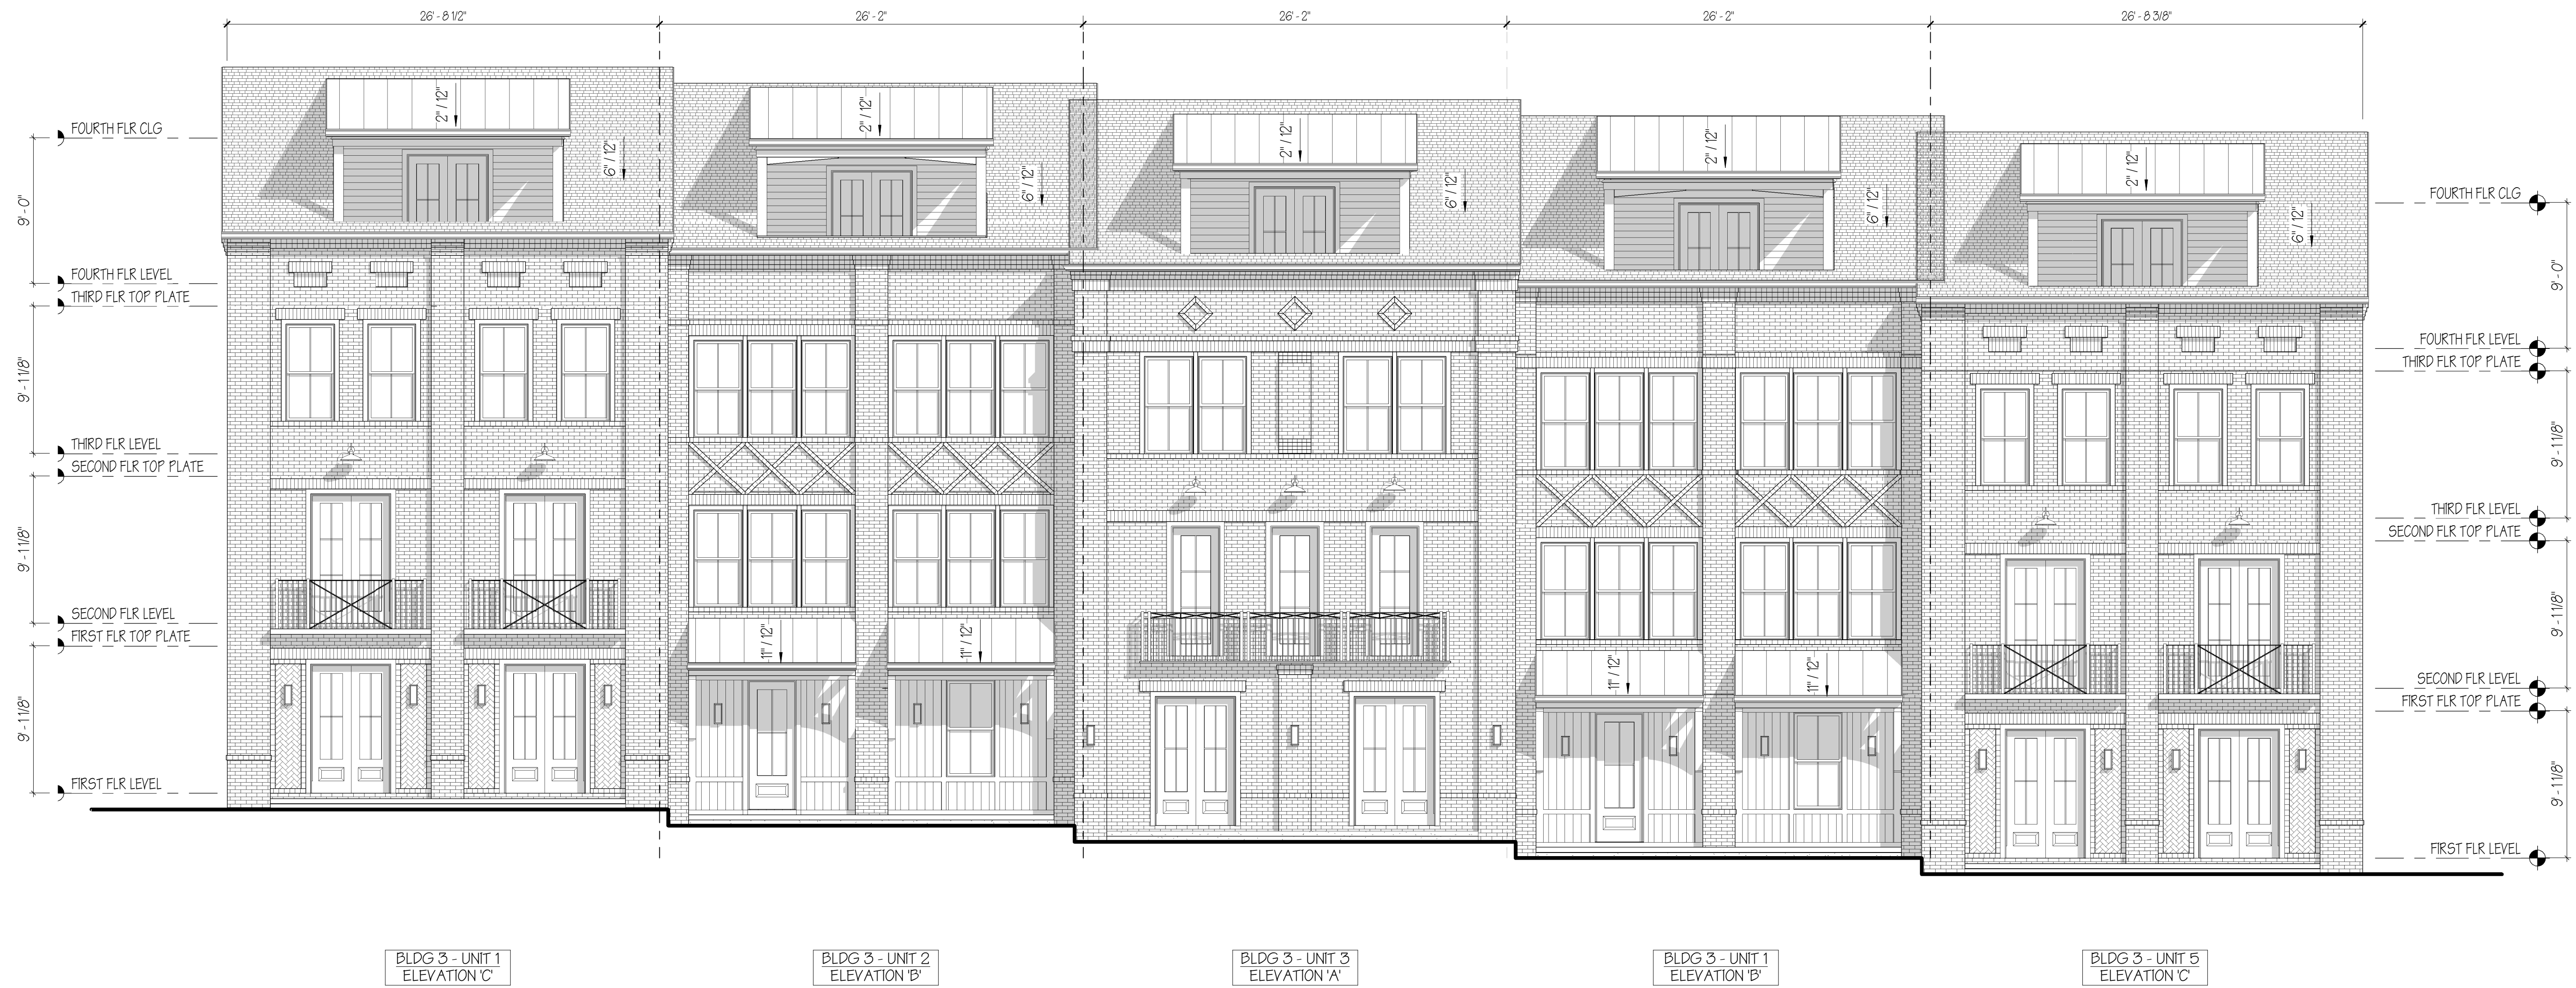 26' - 8 1/2"
26' - 2"
26' - 2"
26' - 2"
26' - 8 3/8"
2" / 12"
6" / 12"
2" / 12"
6" / 12"
2" / 12"
6" / 12"
2" / 12"
6" / 12"
2" / 12"
6" / 12"
FOURTH FLR CLG
9' - 0"
FOURTH FLR LEVEL
THIRD FLR TOP PLATE
9' - 1 1/8"
THIRD FLR LEVEL
SECOND FLR TOP PLATE
9' - 1 1/8"
SECOND FLR LEVEL
FIRST FLR TOP PLATE
9' - 1 1/8"
FIRST FLR LEVEL
11" / 12"
11" / 12"
11" / 12"
11" / 12"
FOURTH FLR CLG
9' - 0"
FOURTH FLR LEVEL
THIRD FLR TOP PLATE
9' - 1 1/8"
THIRD FLR LEVEL
SECOND FLR TOP PLATE
9' - 1 1/8"
SECOND FLR LEVEL
FIRST FLR TOP PLATE
9' - 1 1/8"
FIRST FLR LEVEL
BLDG 3 - UNIT 1
ELEVATION 'C'
BLDG 3 - UNIT 2
ELEVATION 'B'
BLDG 3 - UNIT 3
ELEVATION 'A'
BLDG 3 - UNIT 1
ELEVATION 'B'
BLDG 3 - UNIT 5
ELEVATION 'C'